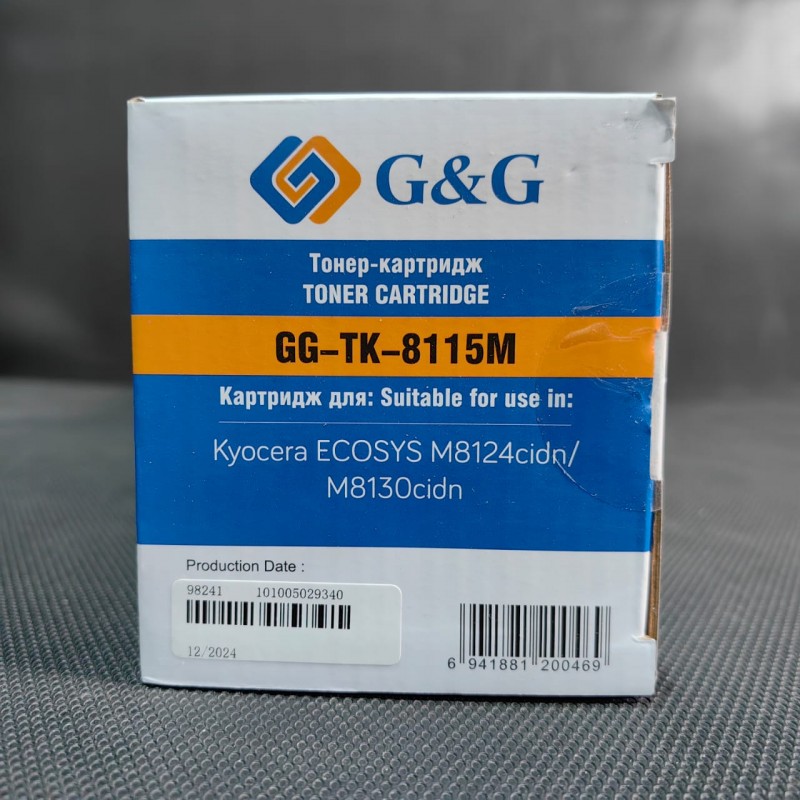 G&G
Тонер-картридж
TONER CARTRIDGE
GG-TK-8115M
Картридж для: Suitable for use in:
Kyocera ECOSYS M8124cidn/
M8130cidn
Production Date :
98241 101005029340
12/2024
6 941881 200469